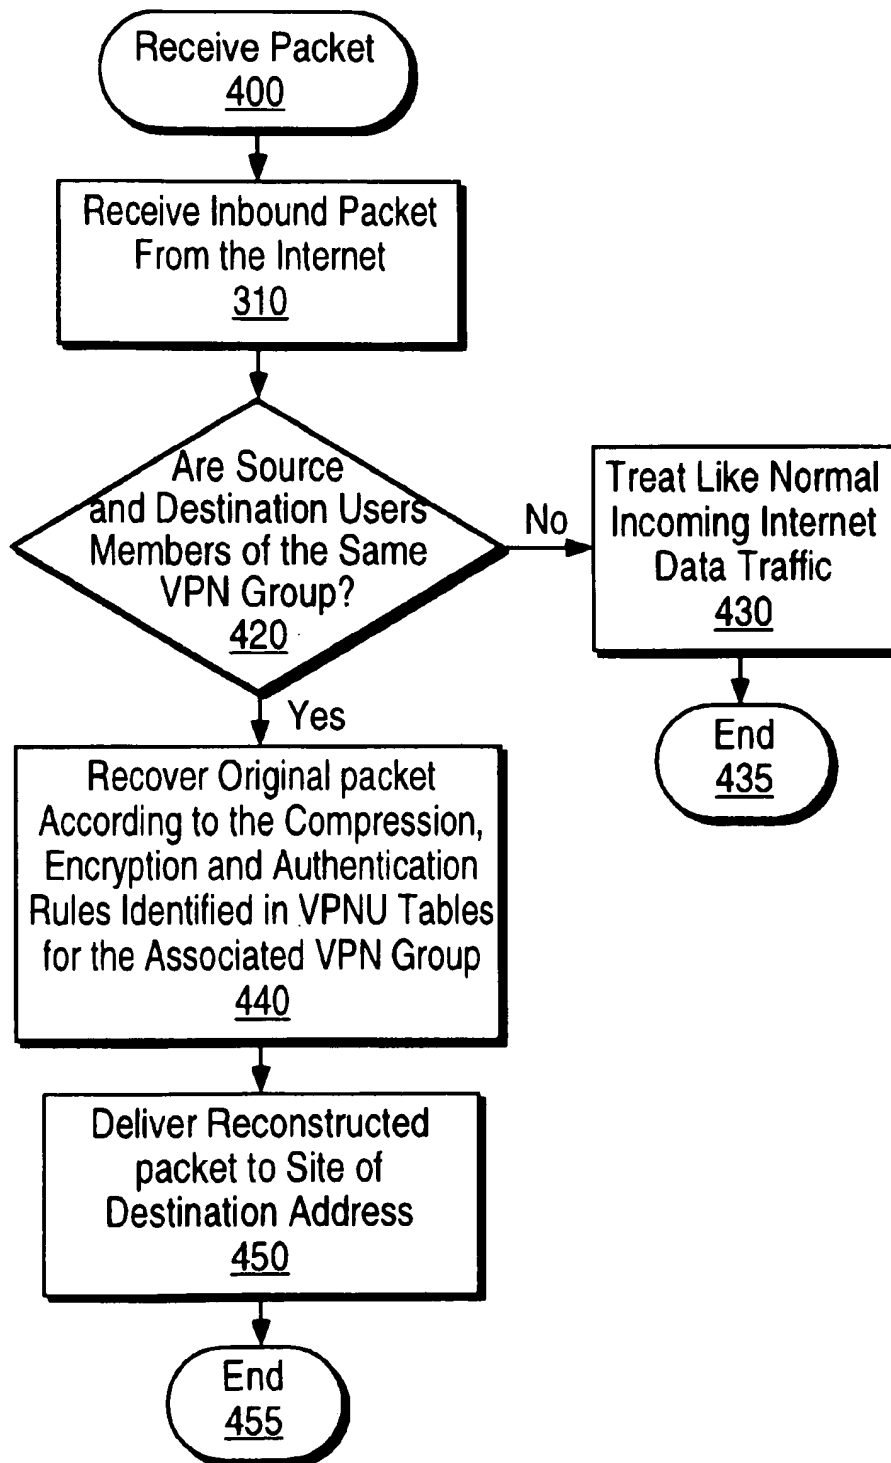 Receive Packet
400
Receive Inbound Packet
From the Internet
310
Are Source
and Destination Users
Members of the Same
VPN Group?
420
No
Treat Like Normal
Incoming Internet
Data Traffic
430
End
435
Yes
Recover Original packet
According to the Compression,
Encryption and Authentication
Rules Identified in VPNU Tables
for the Associated VPN Group
440
Deliver Reconstructed
packet to Site of
Destination Address
450
End
455